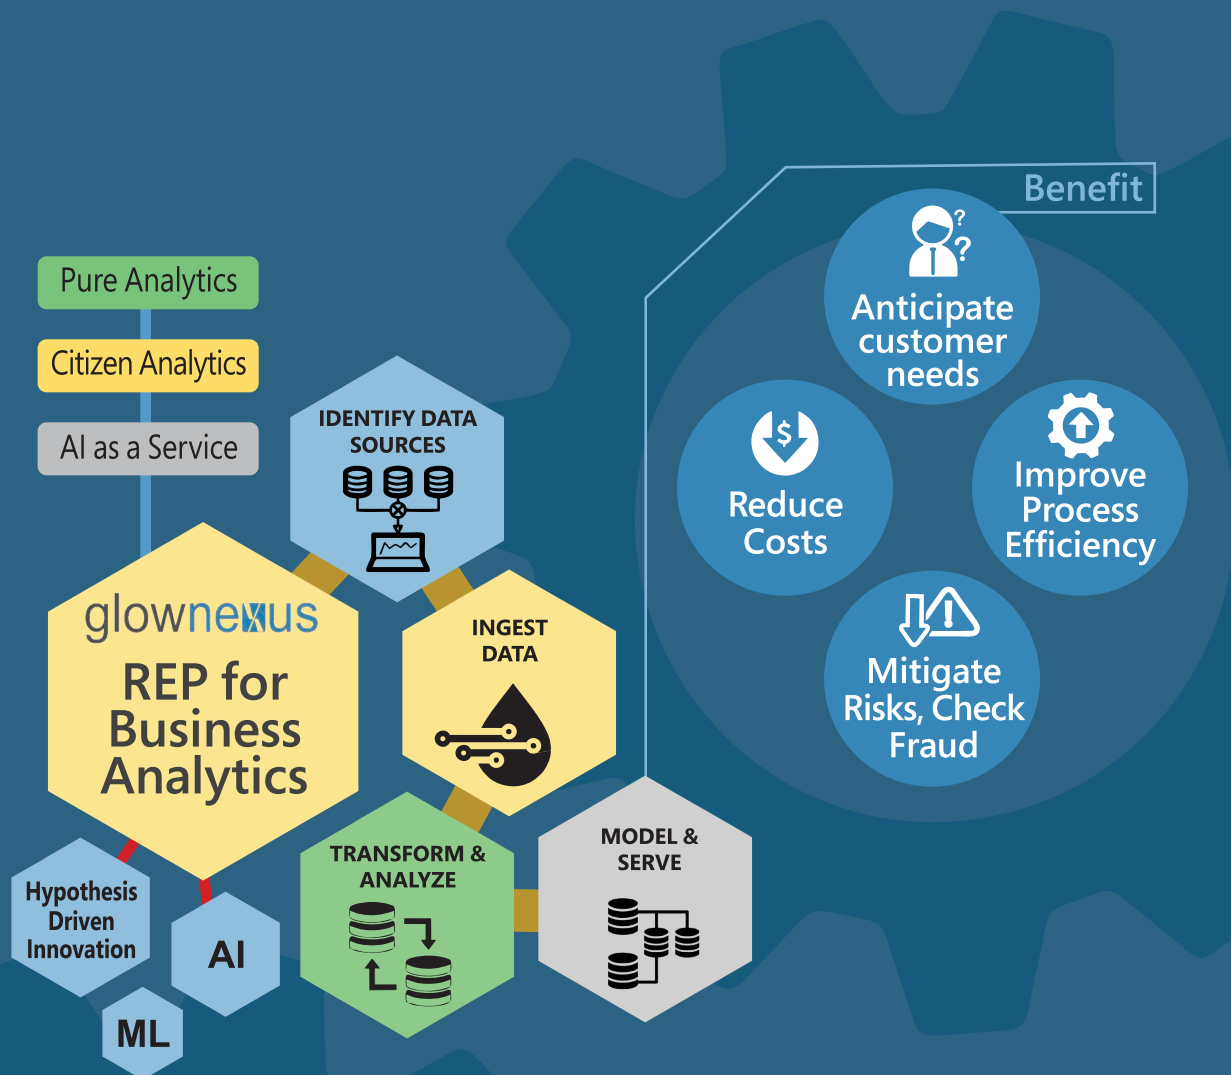 Benefit
Anticipate
customer
needs
Reduce
Costs
Improve
Process
Efficiency
Mitigate
Risks, Check
Fraud
Pure Analytics
Citizen Analytics
AI as a Service
IDENTIFY DATA
SOURCES
glownexus
REP for
Business
Analytics
INGEST
DATA
TRANSFORM &
ANALYZE
MODEL &
SERVE
Hypothesis
Driven
Innovation
AI
ML